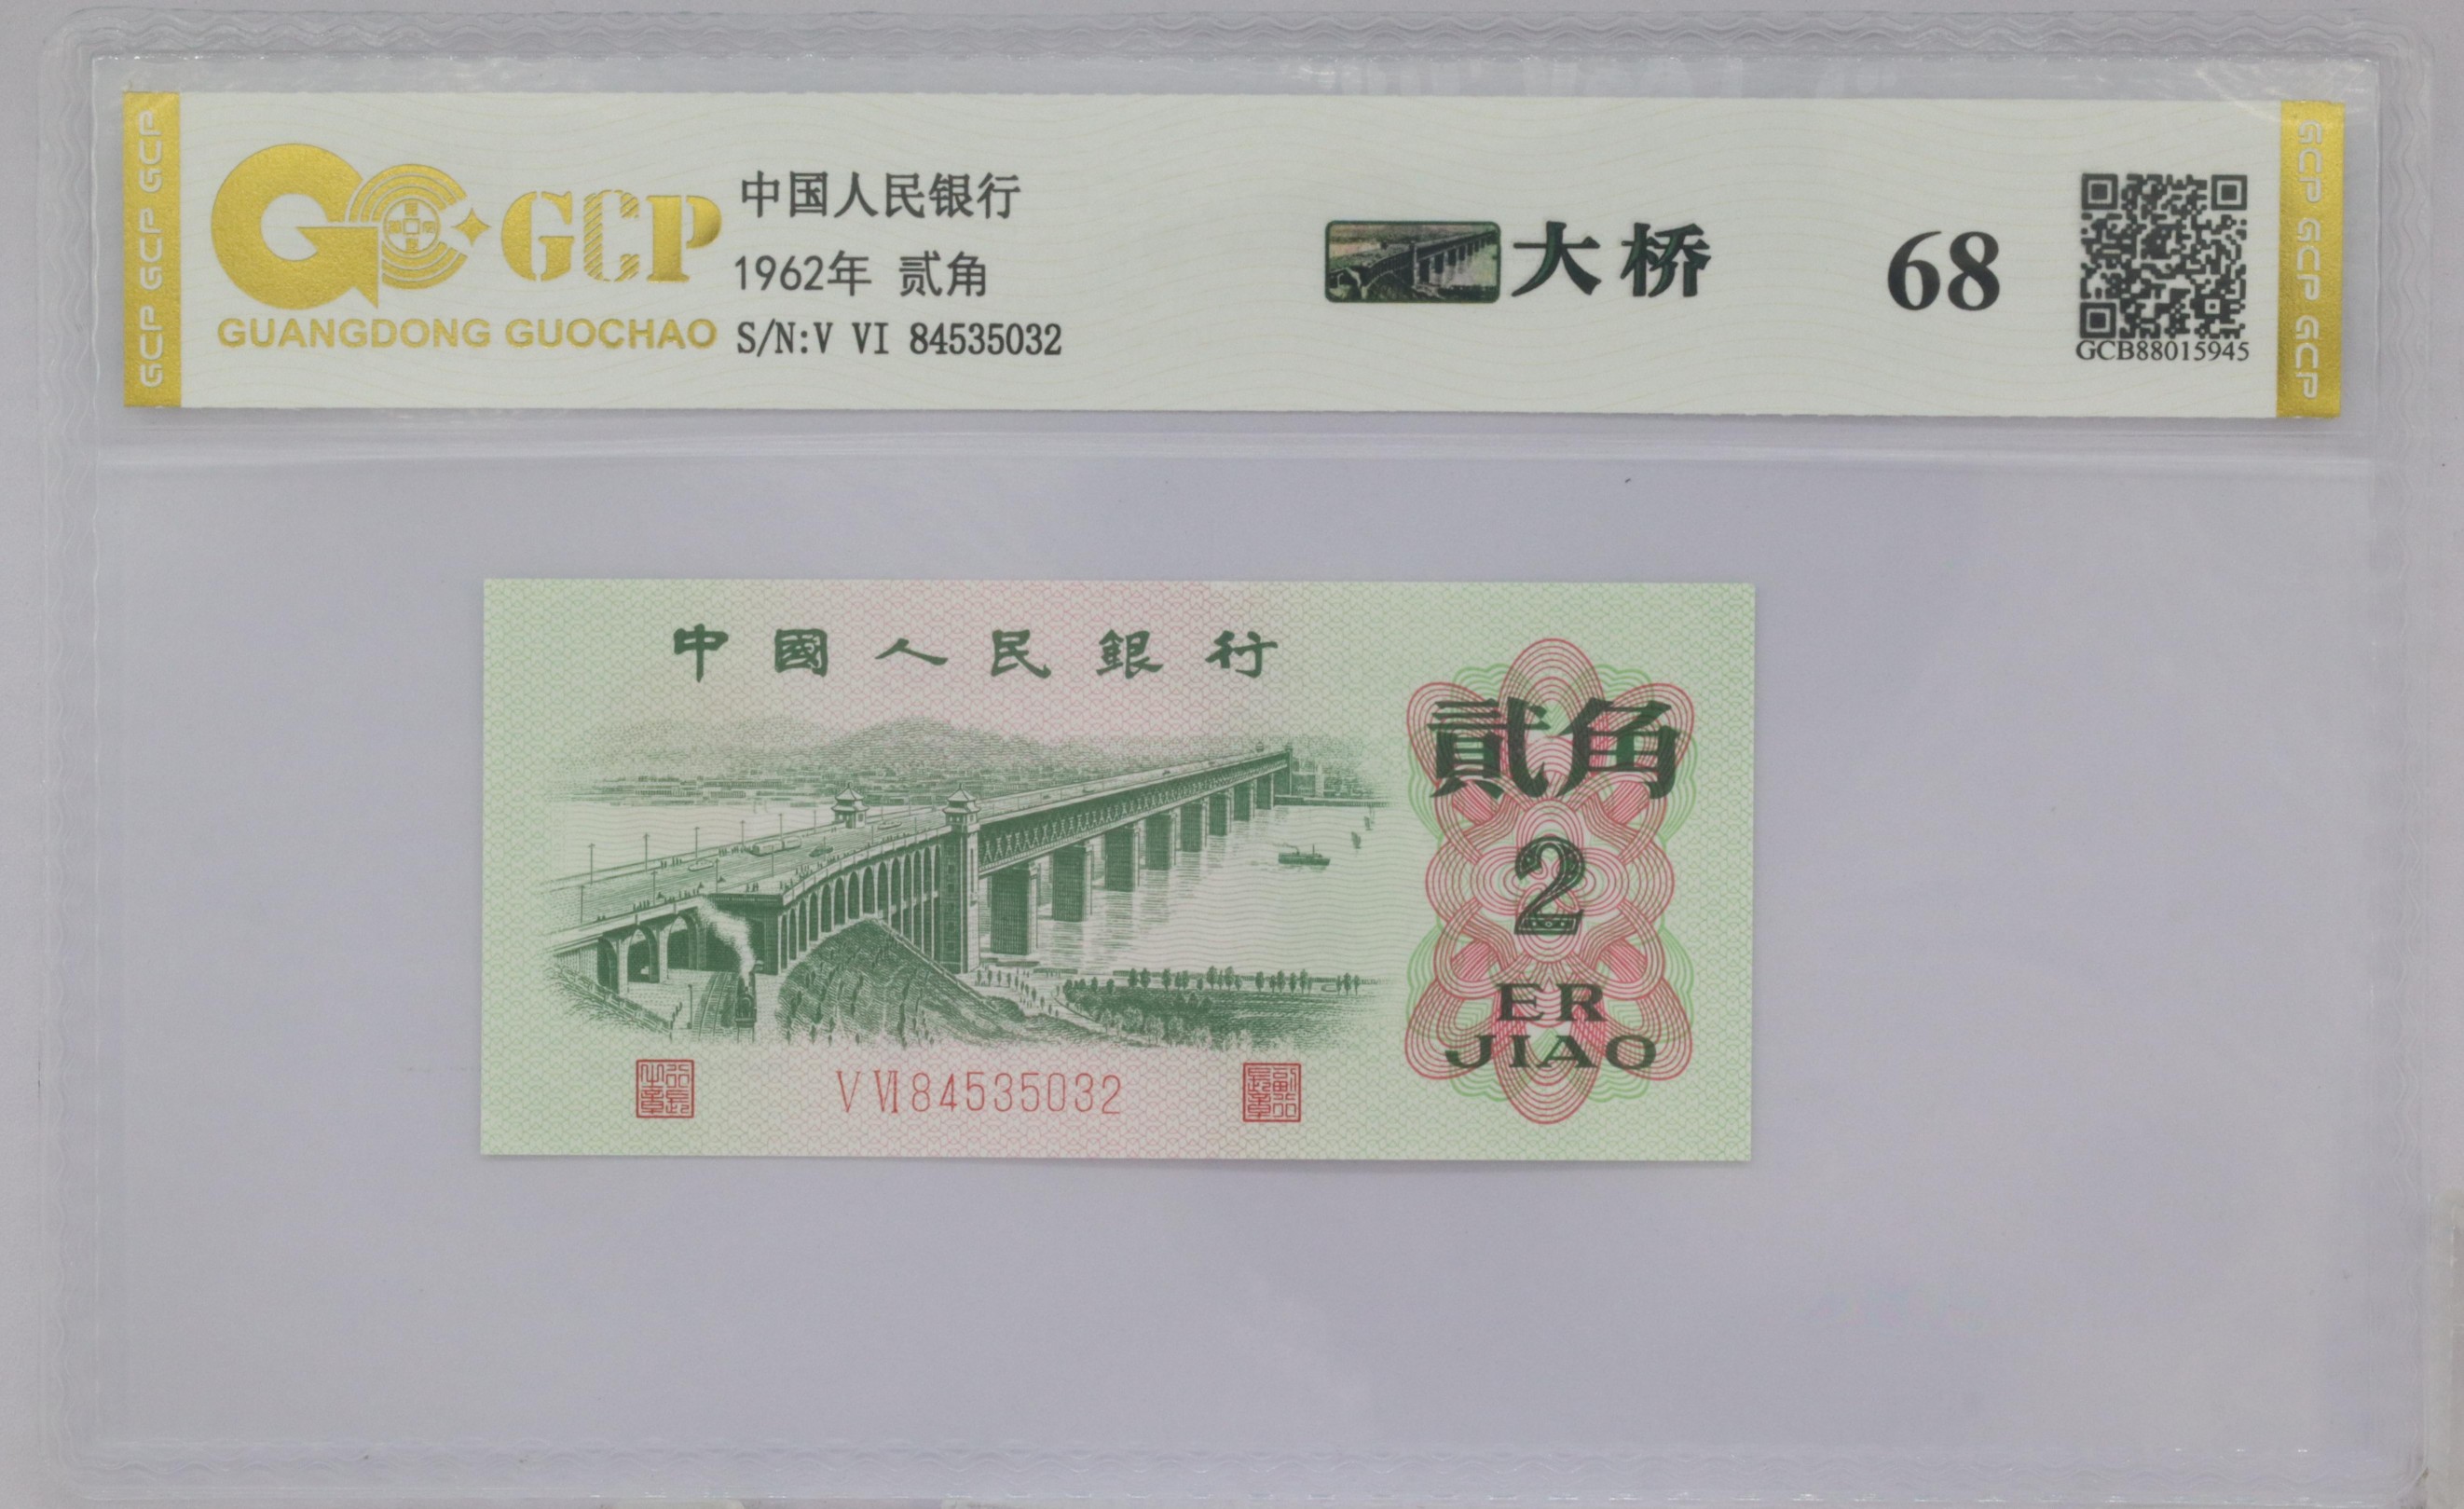 GCP GCP GCP
GCP
GUANGDONG GUOCHAO
中国人民银行
1962年 贰角
S/N:V VI 84535032
大桥
68
GCB88015945
GCP GCP GCP
中國人民銀行
貳角
2
ER
JIAO
V VI 84535032